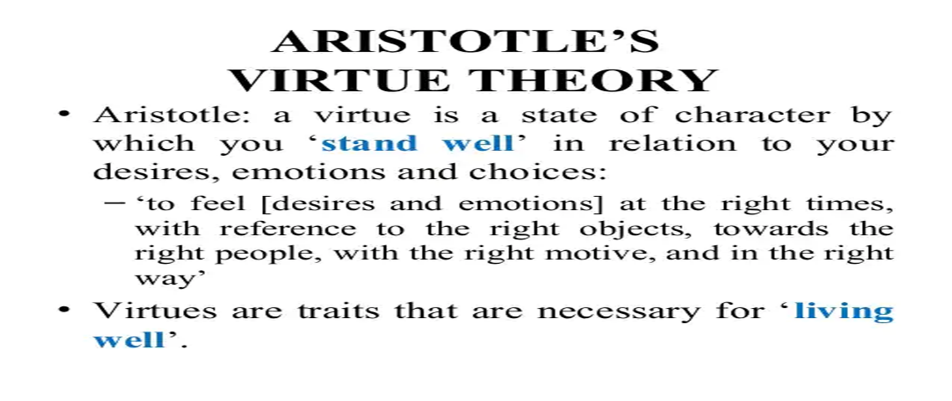 ARISTOTLE’S
VIRTUE THEORY
• Aristotle: a virtue is a state of character by
which you ‘stand well’ in relation to your
desires, emotions and choices:
– ‘to feel [desires and emotions] at the right times,
with reference to the right objects, towards the
right people, with the right motive, and in the right
way’
• Virtues are traits that are necessary for ‘living
well’.